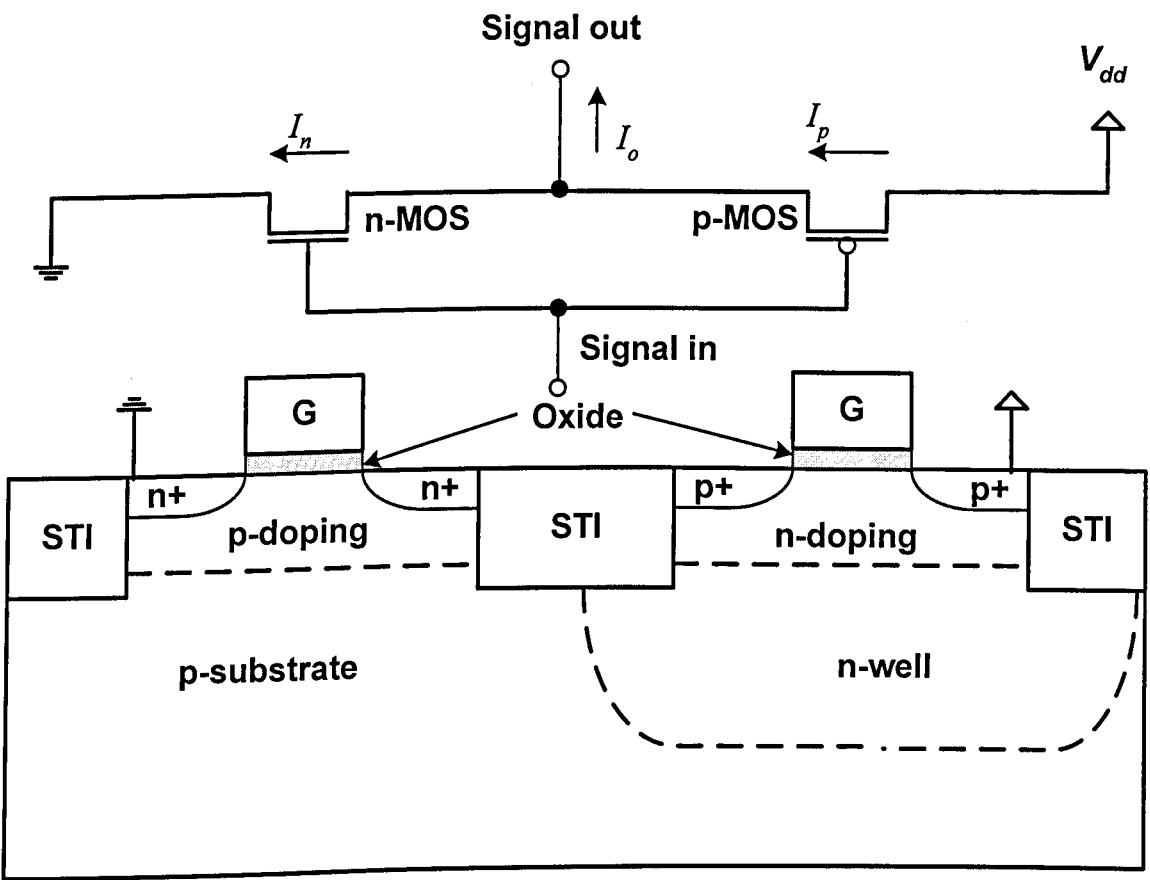 Signal out
V_dd
I_n
I_o
I_p
n-MOS
p-MOS
Signal in
G
Oxide
G
n+
n+
p+
p+
STI
p-doping
STI
n-doping
STI
p-substrate
n-well